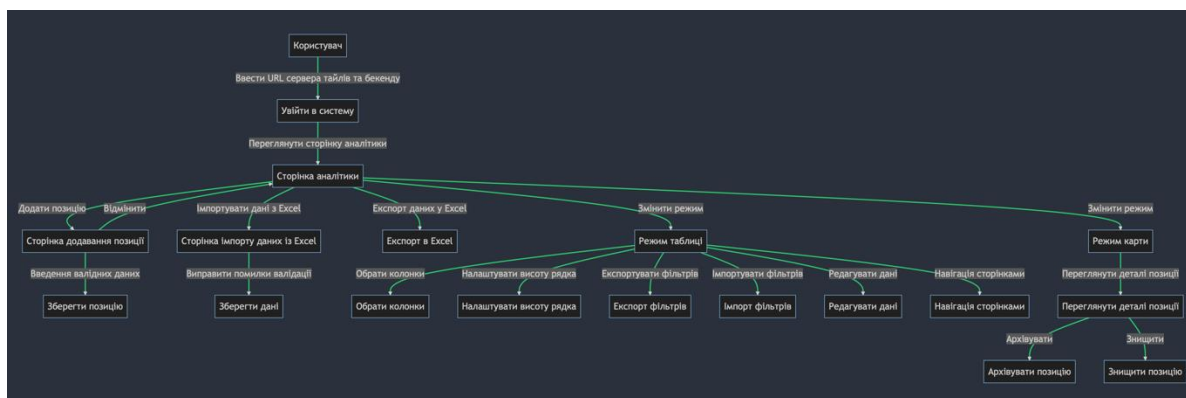 Користувач
Ввести URL сервера тайлів та бекенду
Увійти в систему
Переглянути сторінку аналітики
Сторінка аналітики
Додати позицію
Відмінити
Імпортувати дані з Excel
Експорт даних у Excel
Змінити режим
Змінити режим
Сторінка додавання позиції
Сторінка імпорту даних із Excel
Експорт в Excel
Режим таблиці
Режим карти
Введення валідних даних
Виправити помилки валідації
Обрати колонки
Налаштувати висоту рядка
Експортувати фільтрів
Імпортувати фільтрів
Редагувати дані
Навігація сторінками
Переглянути деталі позиції
Зберегти позицію
Зберегти дані
Обрати колонки
Налаштувати висоту рядка
Експорт фільтрів
Імпорт фільтрів
Редагувати дані
Навігація сторінками
Переглянути деталі позиції
Архівувати
Знищити
Архівувати позицію
Знищити позицію